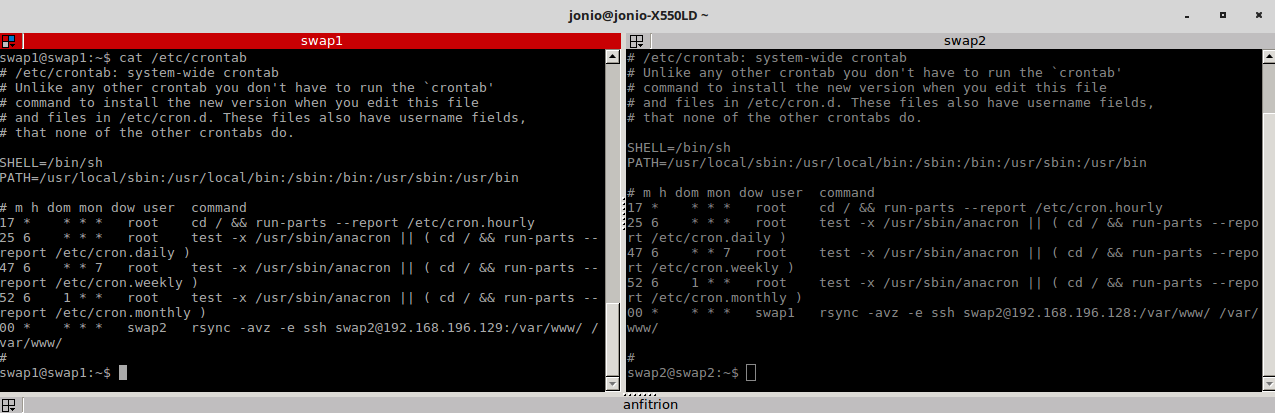 jonio@jonio-X550LD ~
swap1
swap1@swap1:~$ cat /etc/crontab
# /etc/crontab: system-wide crontab
# Unlike any other crontab you don't have to run the `crontab'
# command to install the new version when you edit this file
# and files in /etc/cron.d. These files also have username fields,
# that none of the other crontabs do.
SHELL=/bin/sh
PATH=/usr/local/sbin:/usr/local/bin:/sbin:/bin:/usr/sbin:/usr/bin
# m h dom mon dow user  command
17 *    * * *   root    cd / && run-parts --report /etc/cron.hourly
25 6    * * *   root    test -x /usr/sbin/anacron || ( cd / && run-parts --
report /etc/cron.daily )
47 6    * * 7   root    test -x /usr/sbin/anacron || ( cd / && run-parts --
report /etc/cron.weekly )
52 6    1 * *   root    test -x /usr/sbin/anacron || ( cd / && run-parts --
report /etc/cron.monthly )
00 *    * * *   swap2   rsync -avz -e ssh swap2@192.168.196.129:/var/www/ /
var/www/
#
swap1@swap1:~$
swap2
# /etc/crontab: system-wide crontab
# Unlike any other crontab you don't have to run the `crontab'
# command to install the new version when you edit this file
# and files in /etc/cron.d. These files also have username fields,
# that none of the other crontabs do.
SHELL=/bin/sh
PATH=/usr/local/sbin:/usr/local/bin:/sbin:/bin:/usr/sbin:/usr/bin
# m h dom mon dow user  command
17 *    * * *   root    cd / && run-parts --report /etc/cron.hourly
25 6    * * *   root    test -x /usr/sbin/anacron || ( cd / && run-parts --repo
rt /etc/cron.daily )
47 6    * * 7   root    test -x /usr/sbin/anacron || ( cd / && run-parts --repo
rt /etc/cron.weekly )
52 6    1 * *   root    test -x /usr/sbin/anacron || ( cd / && run-parts --repo
rt /etc/cron.monthly )
00 *    * * *   swap1   rsync -avz -e ssh swap2@192.168.196.128:/var/www/ /var/
www/
#
swap2@swap2:~$
anfitrion